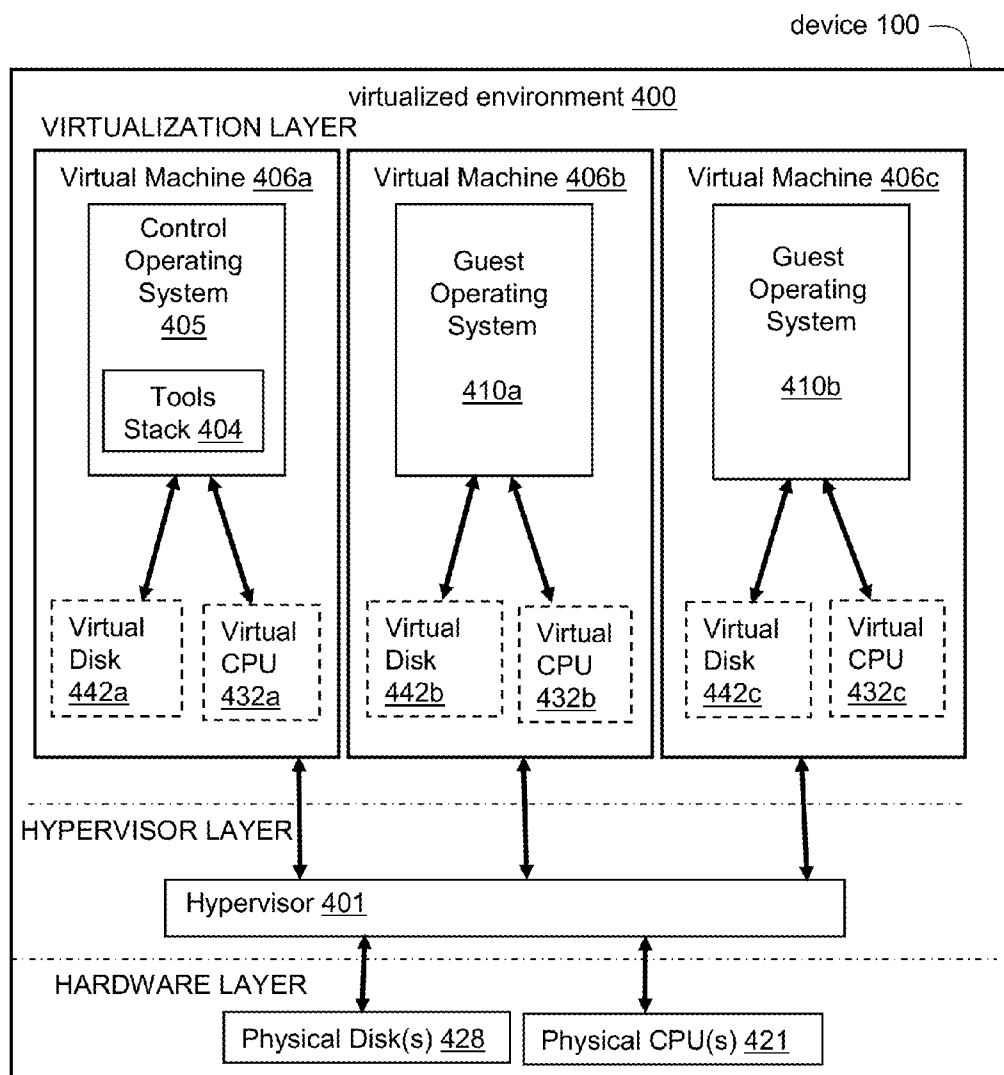 device 100
virtualized environment 400
VIRTUALIZATION LAYER
Virtual Machine 406a
Control
Operating
System
405
Tools
Stack 404
Virtual
Disk
442a
Virtual
CPU
432a
Virtual Machine 406b
Guest
Operating
System
410a
Virtual
Disk
442b
Virtual
CPU
432b
Virtual Machine 406c
Guest
Operating
System
410b
Virtual
Disk
442c
Virtual
CPU
432c
HYPERVISOR LAYER
Hypervisor 401
HARDWARE LAYER
Physical Disk(s) 428
Physical CPU(s) 421